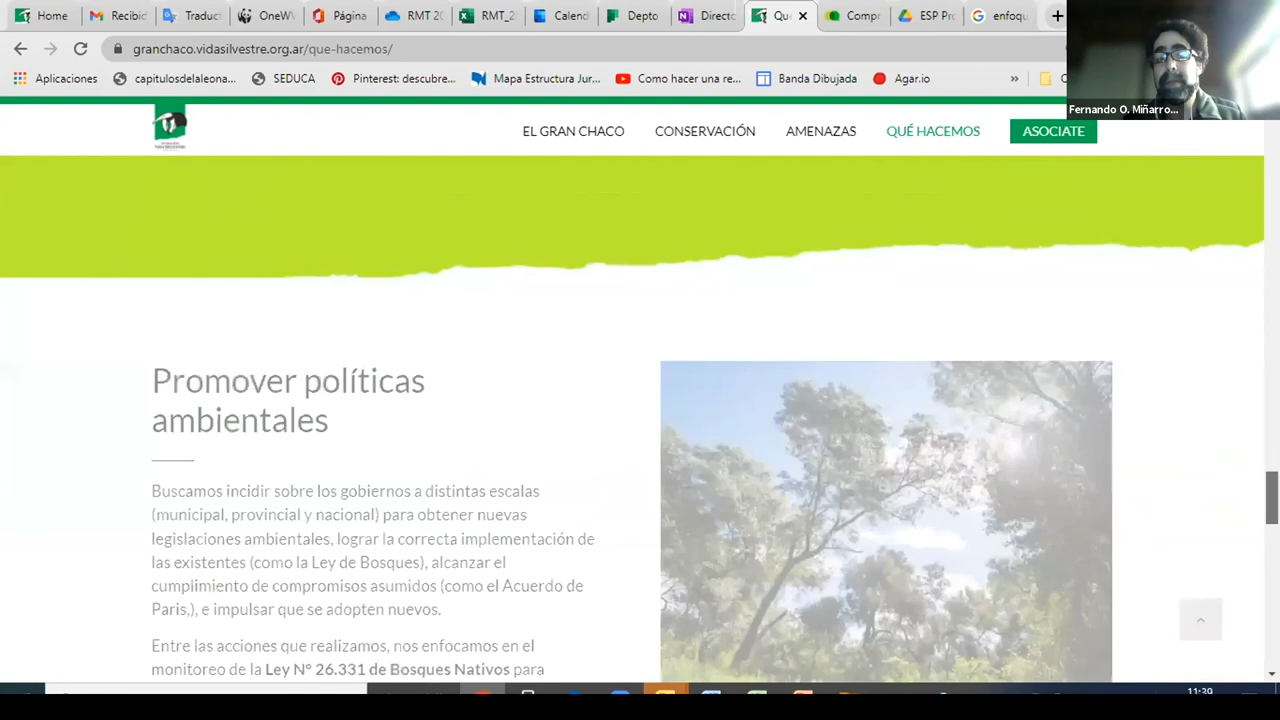 Home
Recibid
Traduct
OneWW
Página
RMT 20
RMT_2
Calend
Depto
Directo
Que
Compr
ESP Pro
enfoqu
granchaco.vidasilvestre.org.ar/que-hacemos/
Aplicaciones
capitulosdelaleona...
SEDUCA
Pinterest: descubre...
Mapa Estructura Jur...
Como hacer una re...
Banda Dibujada
Agar.io
»
Fernando O. Miñarro...
EL GRAN CHACO
CONSERVACIÓN
AMENAZAS
QUÉ HACEMOS
ASOCIATE
Promover políticas
ambientales
Buscamos incidir sobre los gobiernos a distintas escalas
(municipal, provincial y nacional) para obtener nuevas
legislaciones ambientales, lograr la correcta implementación de
las existentes (como la Ley de Bosques), alcanzar el
cumplimiento de compromisos asumidos (como el Acuerdo de
Paris,), e impulsar que se adopten nuevos.
Entre las acciones que realizamos, nos enfocamos en el
monitoreo de la Ley N° 26.331 de Bosques Nativos para
11:39